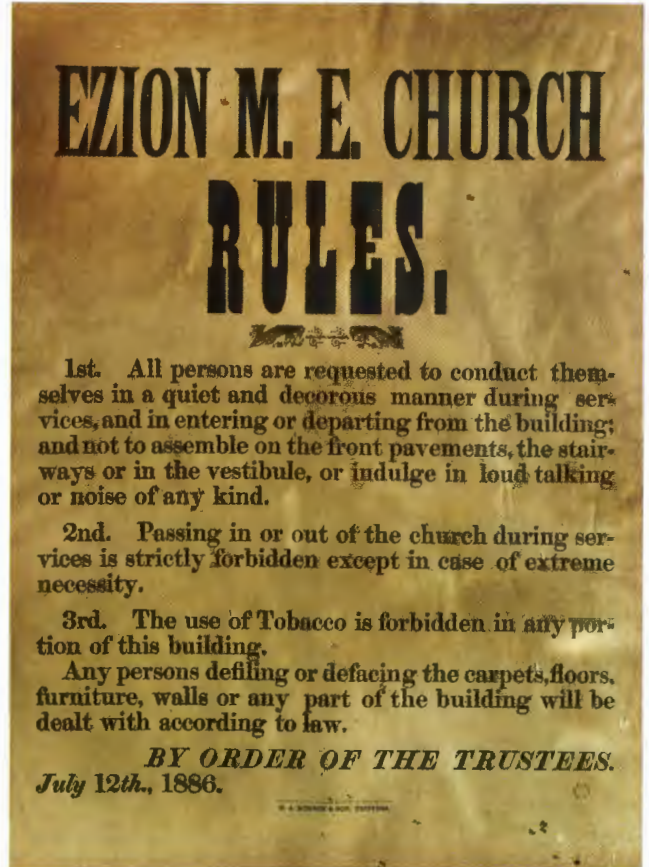 EZION M. E. CHURCH
RULES.
1st. All persons are requested to conduct them-
selves in a quiet and decorous manner during ser-
vices, and in entering or departing from the building;
and not to assemble on the front pavements, the stair-
ways or in the vestibule, or indulge in loud talking
or noise of any kind.
2nd. Passing in or out of the church during ser-
vices is strictly forbidden except in case of extreme
necessity.
3rd. The use of Tobacco is forbidden in any por-
tion of this building.
Any persons defiling or defacing the carpets, floors,
furniture, walls or any part of the building will be
dealt with according to law.
BY ORDER OF THE TRUSTEES.
July 12th., 1886.